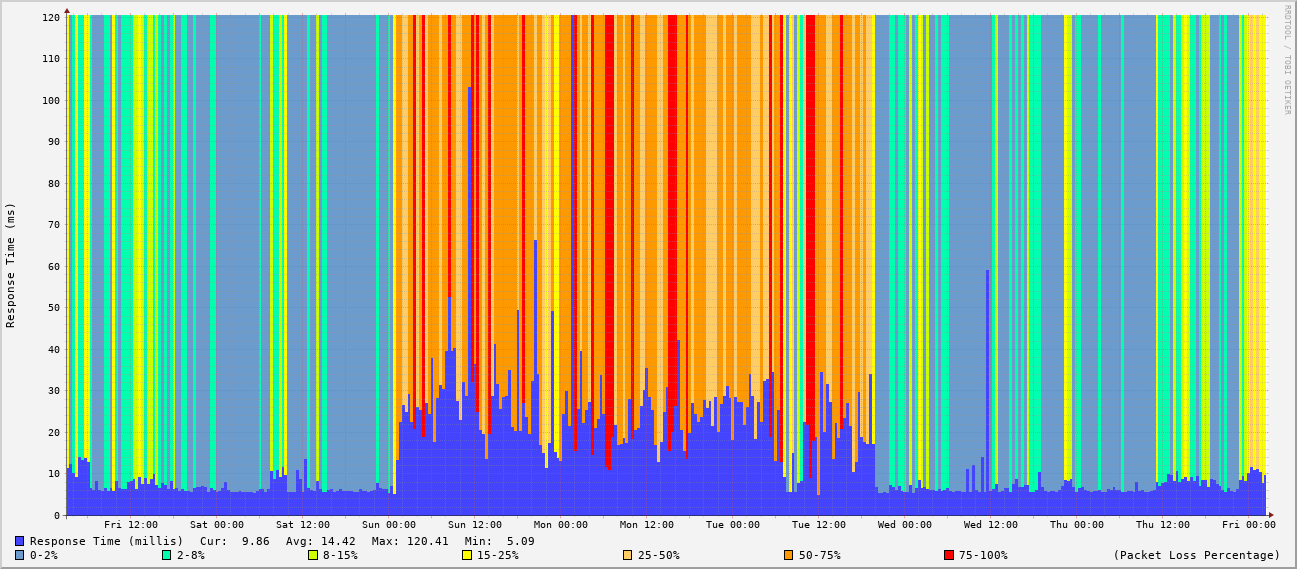 RRDTOOL / TOBI OETIKER
Response Time (ms)
120
110
100
90
80
70
60
50
40
30
20
10
0
Fri 12:00 Sat 00:00 Sat 12:00 Sun 00:00 Sun 12:00 Mon 00:00 Mon 12:00 Tue 00:00 Tue 12:00 Wed 00:00 Wed 12:00 Thu 00:00 Thu 12:00 Fri 00:00
Response Time (millis) Cur: 9.86 Avg: 14.42 Max: 120.41 Min: 5.09
0-2% 2-8% 8-15% 15-25% 25-50% 50-75% 75-100% (Packet Loss Percentage)